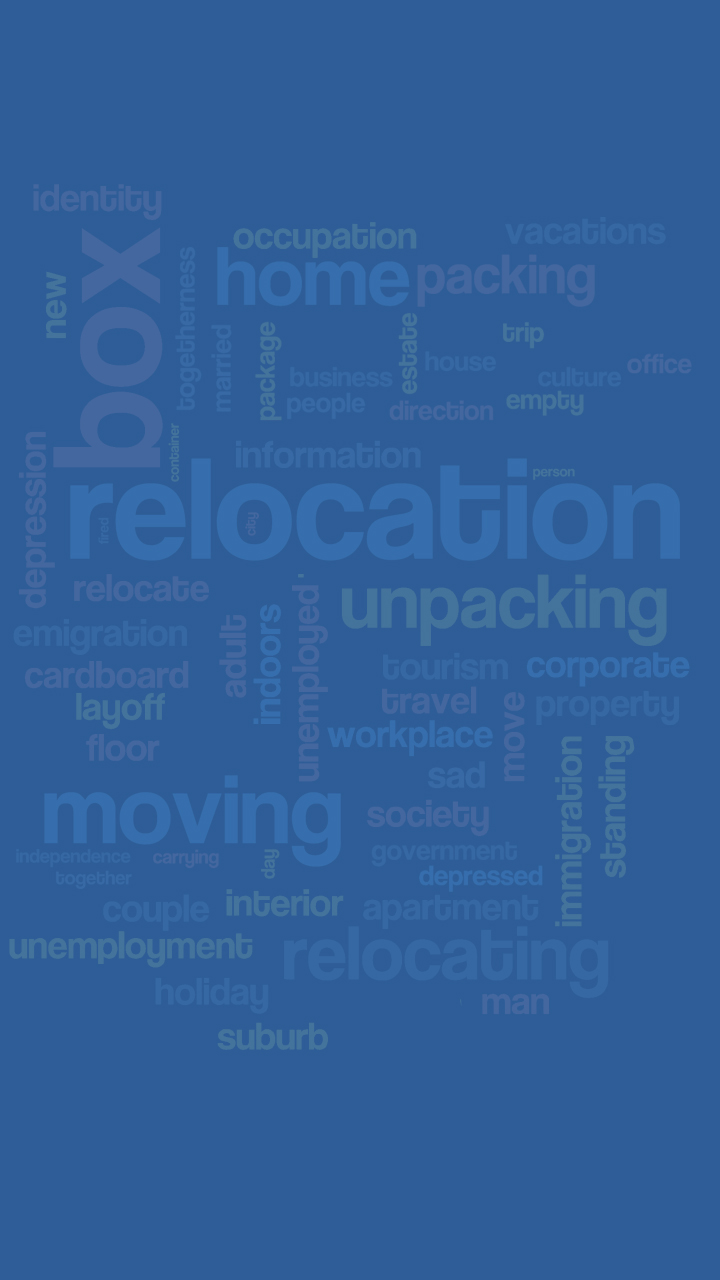 identity
occupation
vacations
box
home
packing
new
togetherness
married
package
estate
trip
house
office
business
culture
people
direction
empty
container
depression
information
person
relocation
fired
city
relocate
unpacking
emigration
adult
indoors
unemployed
tourism
corporate
cardboard
travel
move
property
layoff
workplace
floor
sad
immigration
standing
moving
society
independence
carrying
day
government
together
depressed
couple
interior
apartment
unemployment
relocating
holiday
man
suburb